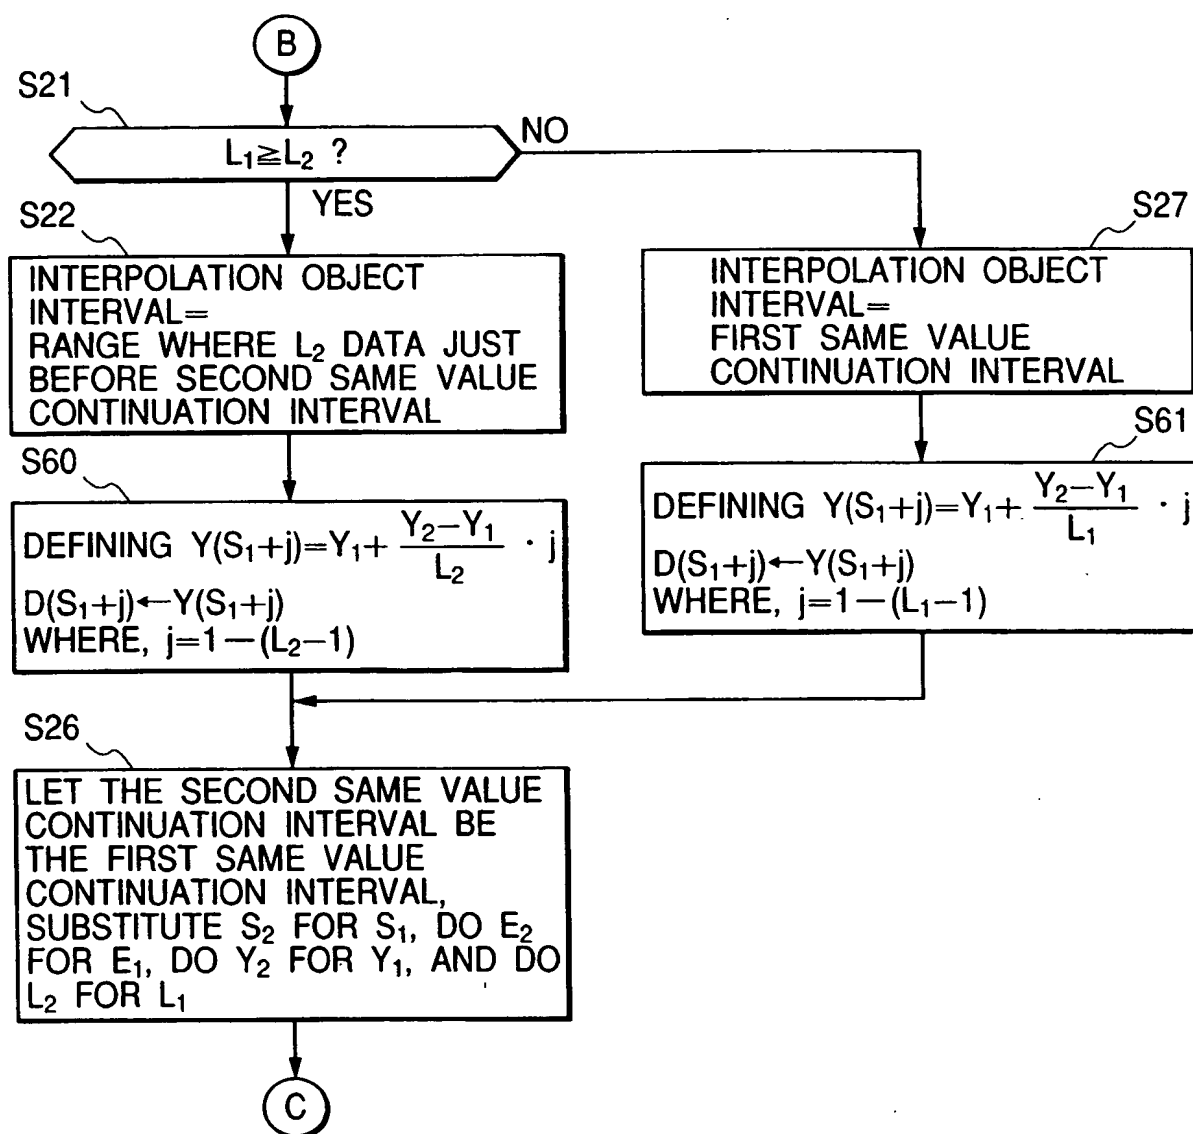 B
S21
L₁≧L₂ ?
NO
YES
S22
INTERPOLATION OBJECT
INTERVAL=
RANGE WHERE L₂ DATA JUST
BEFORE SECOND SAME VALUE
CONTINUATION INTERVAL
S27
INTERPOLATION OBJECT
INTERVAL=
FIRST SAME VALUE
CONTINUATION INTERVAL
S60
DEFINING Y(S₁+j)=Y₁+ (Y₂−Y₁)/L₂ · j
D(S₁+j)←Y(S₁+j)
WHERE, j=1−(L₂−1)
S61
DEFINING Y(S₁+j)=Y₁+ (Y₂−Y₁)/L₁ · j
D(S₁+j)←Y(S₁+j)
WHERE, j=1−(L₁−1)
S26
LET THE SECOND SAME VALUE
CONTINUATION INTERVAL BE
THE FIRST SAME VALUE
CONTINUATION INTERVAL,
SUBSTITUTE S₂ FOR S₁, DO E₂
FOR E₁, DO Y₂ FOR Y₁, AND DO
L₂ FOR L₁
C